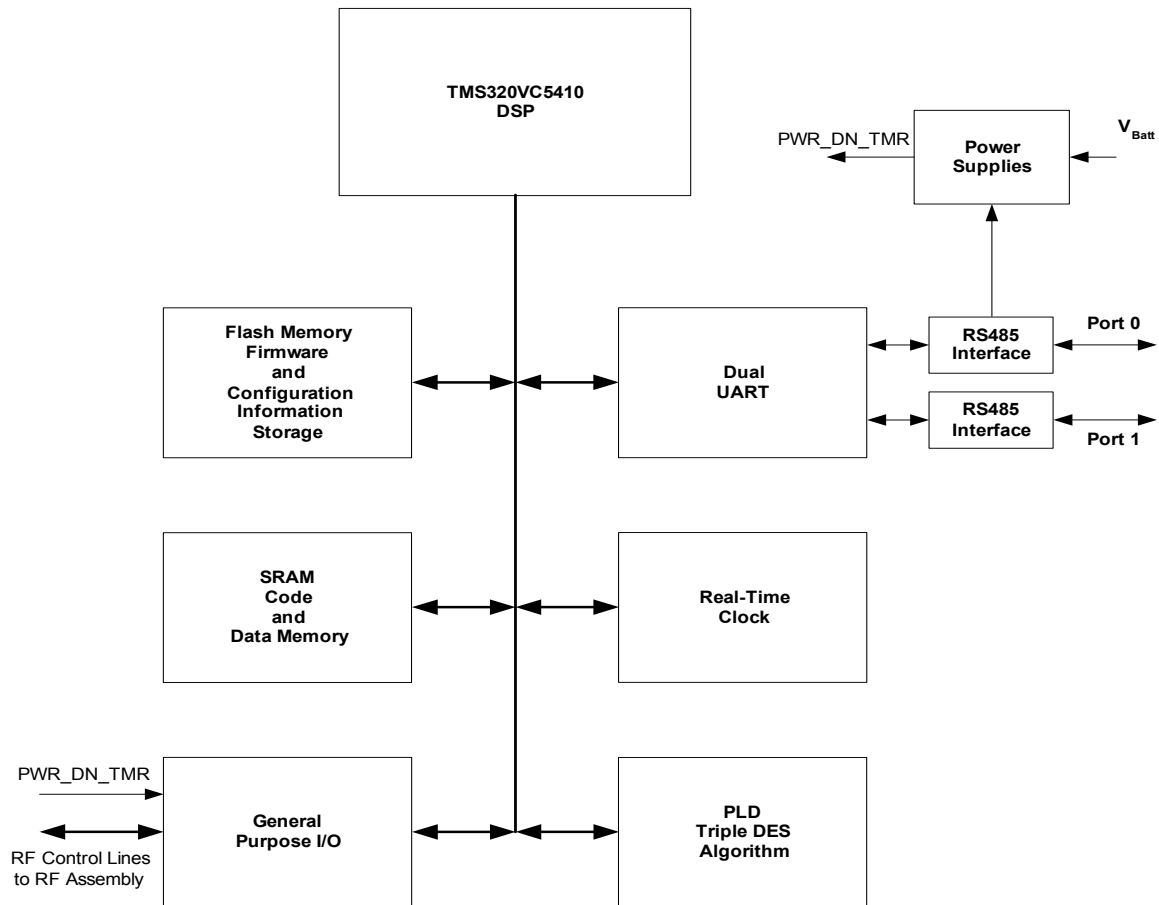 TMS320VC5410
DSP
PWR_DN_TMR
Power
Supplies
VBatt
Flash Memory
Firmware
and
Configuration
Information
Storage
Dual
UART
RS485
Interface
Port 0
RS485
Interface
Port 1
SRAM
Code
and
Data Memory
Real-Time
Clock
PWR_DN_TMR
RF Control Lines
to RF Assembly
General
Purpose I/O
PLD
Triple DES
Algorithm